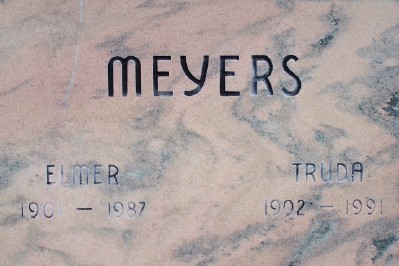 MEYERS
ELMER TRUDA
1901 — 1987 1902 — 1991